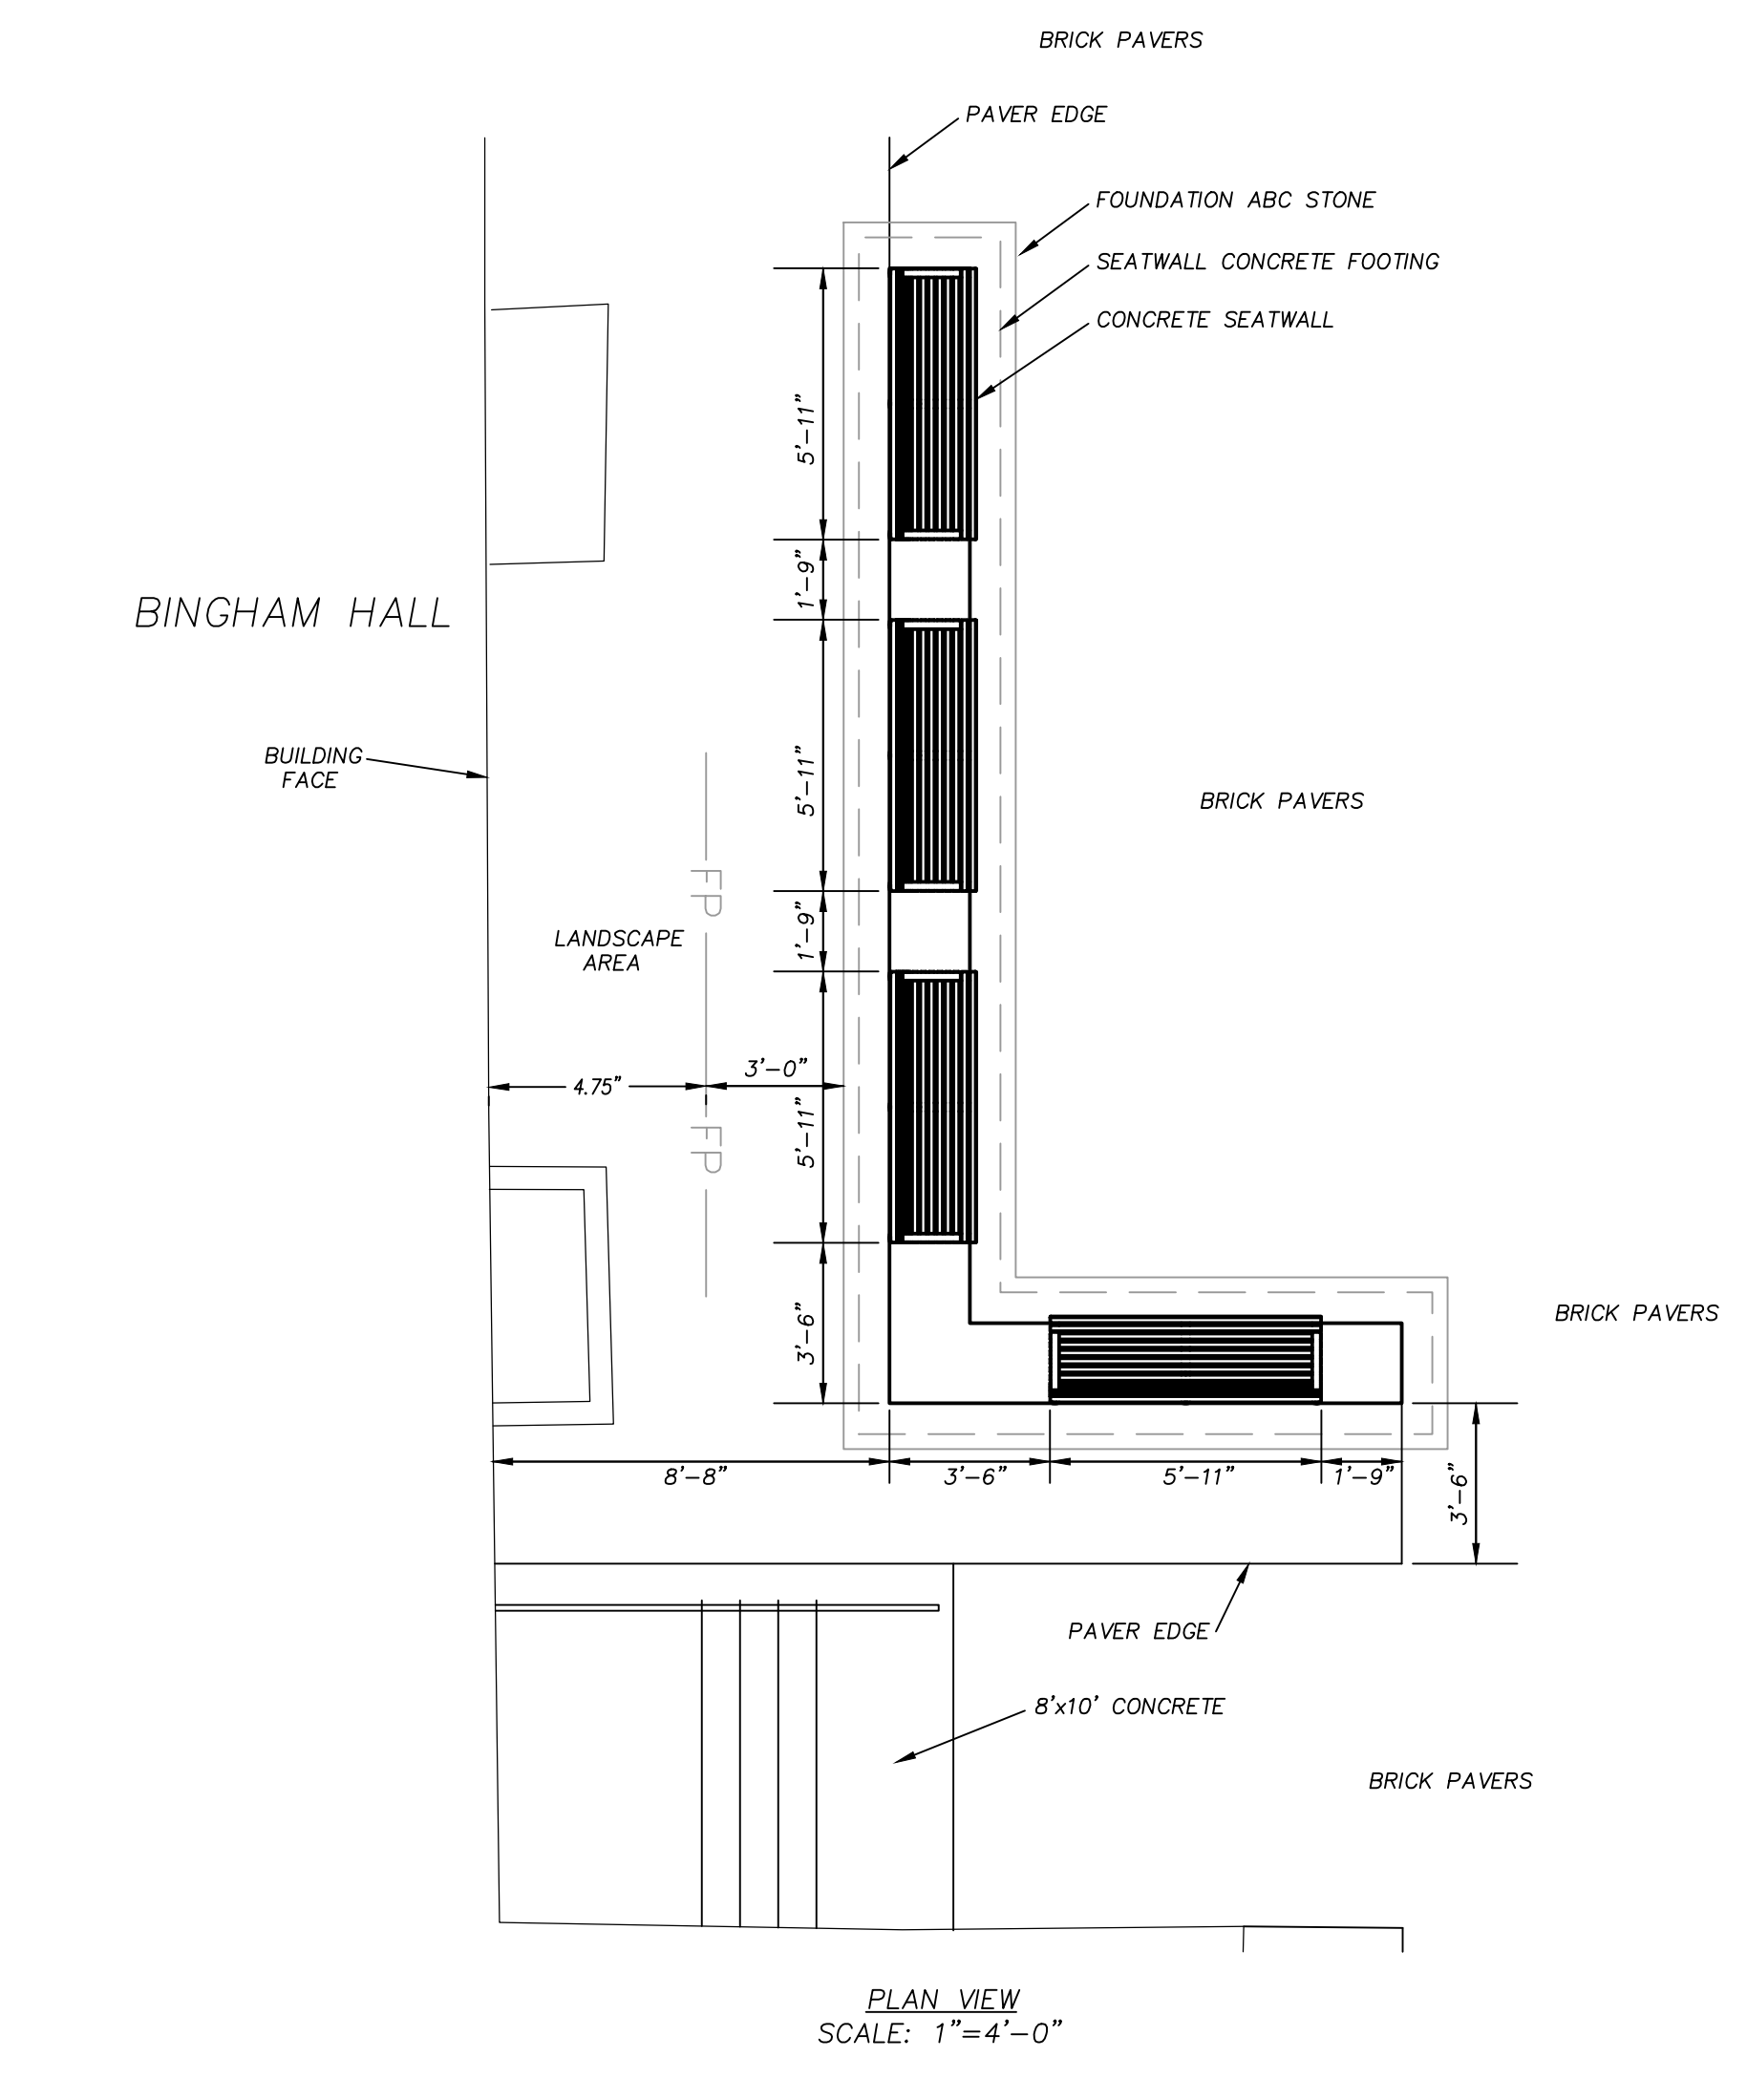 BRICK PAVERS
PAVER EDGE
FOUNDATION ABC STONE
SEATWALL CONCRETE FOOTING
CONCRETE SEATWALL
5'-11"
1'-9"
BINGHAM HALL
BUILDING
FACE
5'-11"
BRICK PAVERS
FP
1'-9"
LANDSCAPE
AREA
3'-0"
4.75"
5'-11"
FP
3'-6"
BRICK PAVERS
8'-8"
3'-6"
5'-11"
1'-9"
3'-6"
PAVER EDGE
8'x10' CONCRETE
BRICK PAVERS
PLAN VIEW
SCALE: 1"=4'-0"